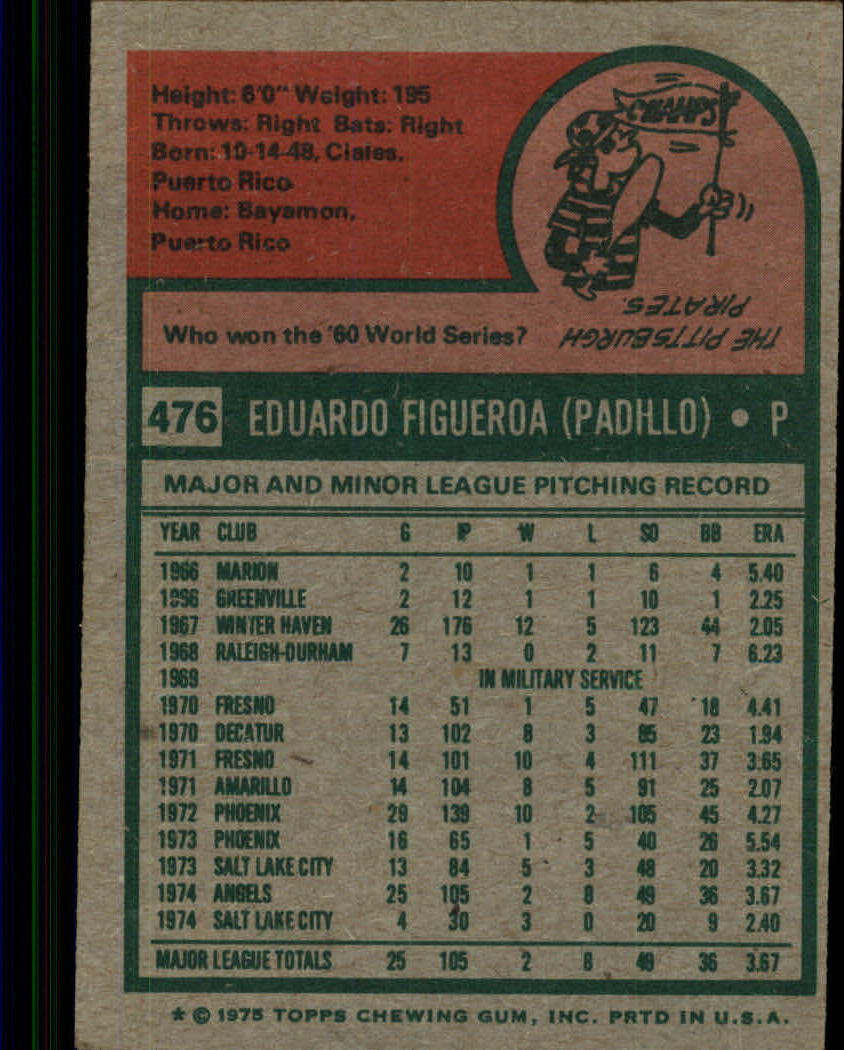 Height: 6'0" Weight: 195
Throws: Right Bats: Right
Born: 10-14-48, Ciales,
Puerto Rico
Home: Bayamon,
Puerto Rico
CHAMPS
Who won the '60 World Series?
THE PITTSBURGH
PIRATES.
476 EDUARDO FIGUEROA (PADILLO) • P
MAJOR AND MINOR LEAGUE PITCHING RECORD
YEAR CLUB G IP W L SO BB ERA
1966 MARION 2 10 1 1 6 4 5.40
1966 GREENVILLE 2 12 1 1 10 1 2.25
1967 WINTER HAVEN 26 176 12 5 123 44 2.05
1968 RALEIGH-DURHAM 7 13 0 2 11 7 6.23
1969 IN MILITARY SERVICE
1970 FRESNO 14 51 1 5 47 18 4.41
1970 DECATUR 13 102 8 3 85 23 1.94
1971 FRESNO 14 101 10 4 111 37 3.65
1971 AMARILLO 14 104 8 5 91 25 2.07
1972 PHOENIX 29 139 10 2 105 45 4.27
1973 PHOENIX 16 65 1 5 40 26 5.54
1973 SALT LAKE CITY 13 84 5 3 48 20 3.32
1974 ANGELS 25 105 2 8 49 36 3.67
1974 SALT LAKE CITY 4 30 3 0 20 9 2.40
MAJOR LEAGUE TOTALS 25 105 2 8 49 36 3.67
* © 1975 TOPPS CHEWING GUM, INC. PRTD IN U.S.A.